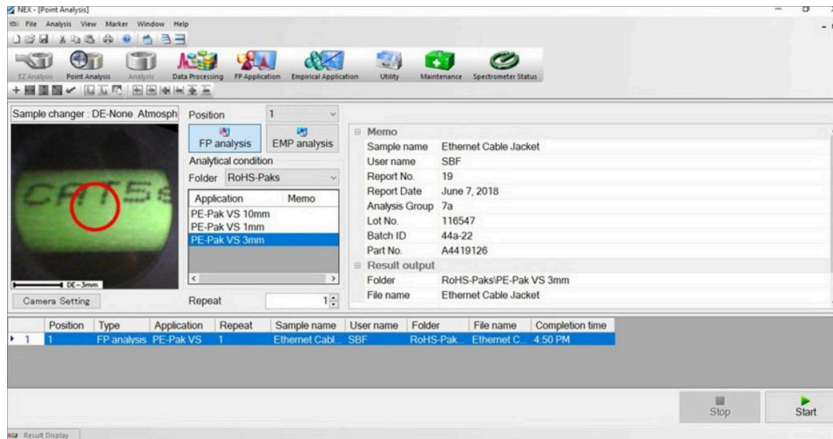 NEX - [Point Analysis]
File Analysis View Marker Window Help
EZ Analysis Point Analysis Analysis Data Processing FP Application Empirical Application Utility Maintenance Spectrometer Status
Sample changer : DE-None Atmosph
Position 1
CAT5e
DE-3mm
Camera Setting
FP analysis EMP analysis
Analytical condition
Folder RoHS-Paks
Application Memo
PE-Pak VS 10mm
PE-Pak VS 1mm
PE-Pak VS 3mm
Repeat 1
Memo
Sample name Ethernet Cable Jacket
User name SBF
Report No. 19
Report Date June 7, 2018
Analysis Group 7a
Lot No. 116547
Batch ID 44a-22
Part No. A4419126
Result output
Folder RoHS-Paks\PE-Pak VS 3mm
File name Ethernet Cable Jacket
Position Type Application Repeat Sample name User name Folder File name Completion time
1 1 FP analysis PE-Pak VS 1 Ethernet Cabl... SBF RoHS-Pak... Ethernet C... 4:50 PM
Stop Start
Result Display